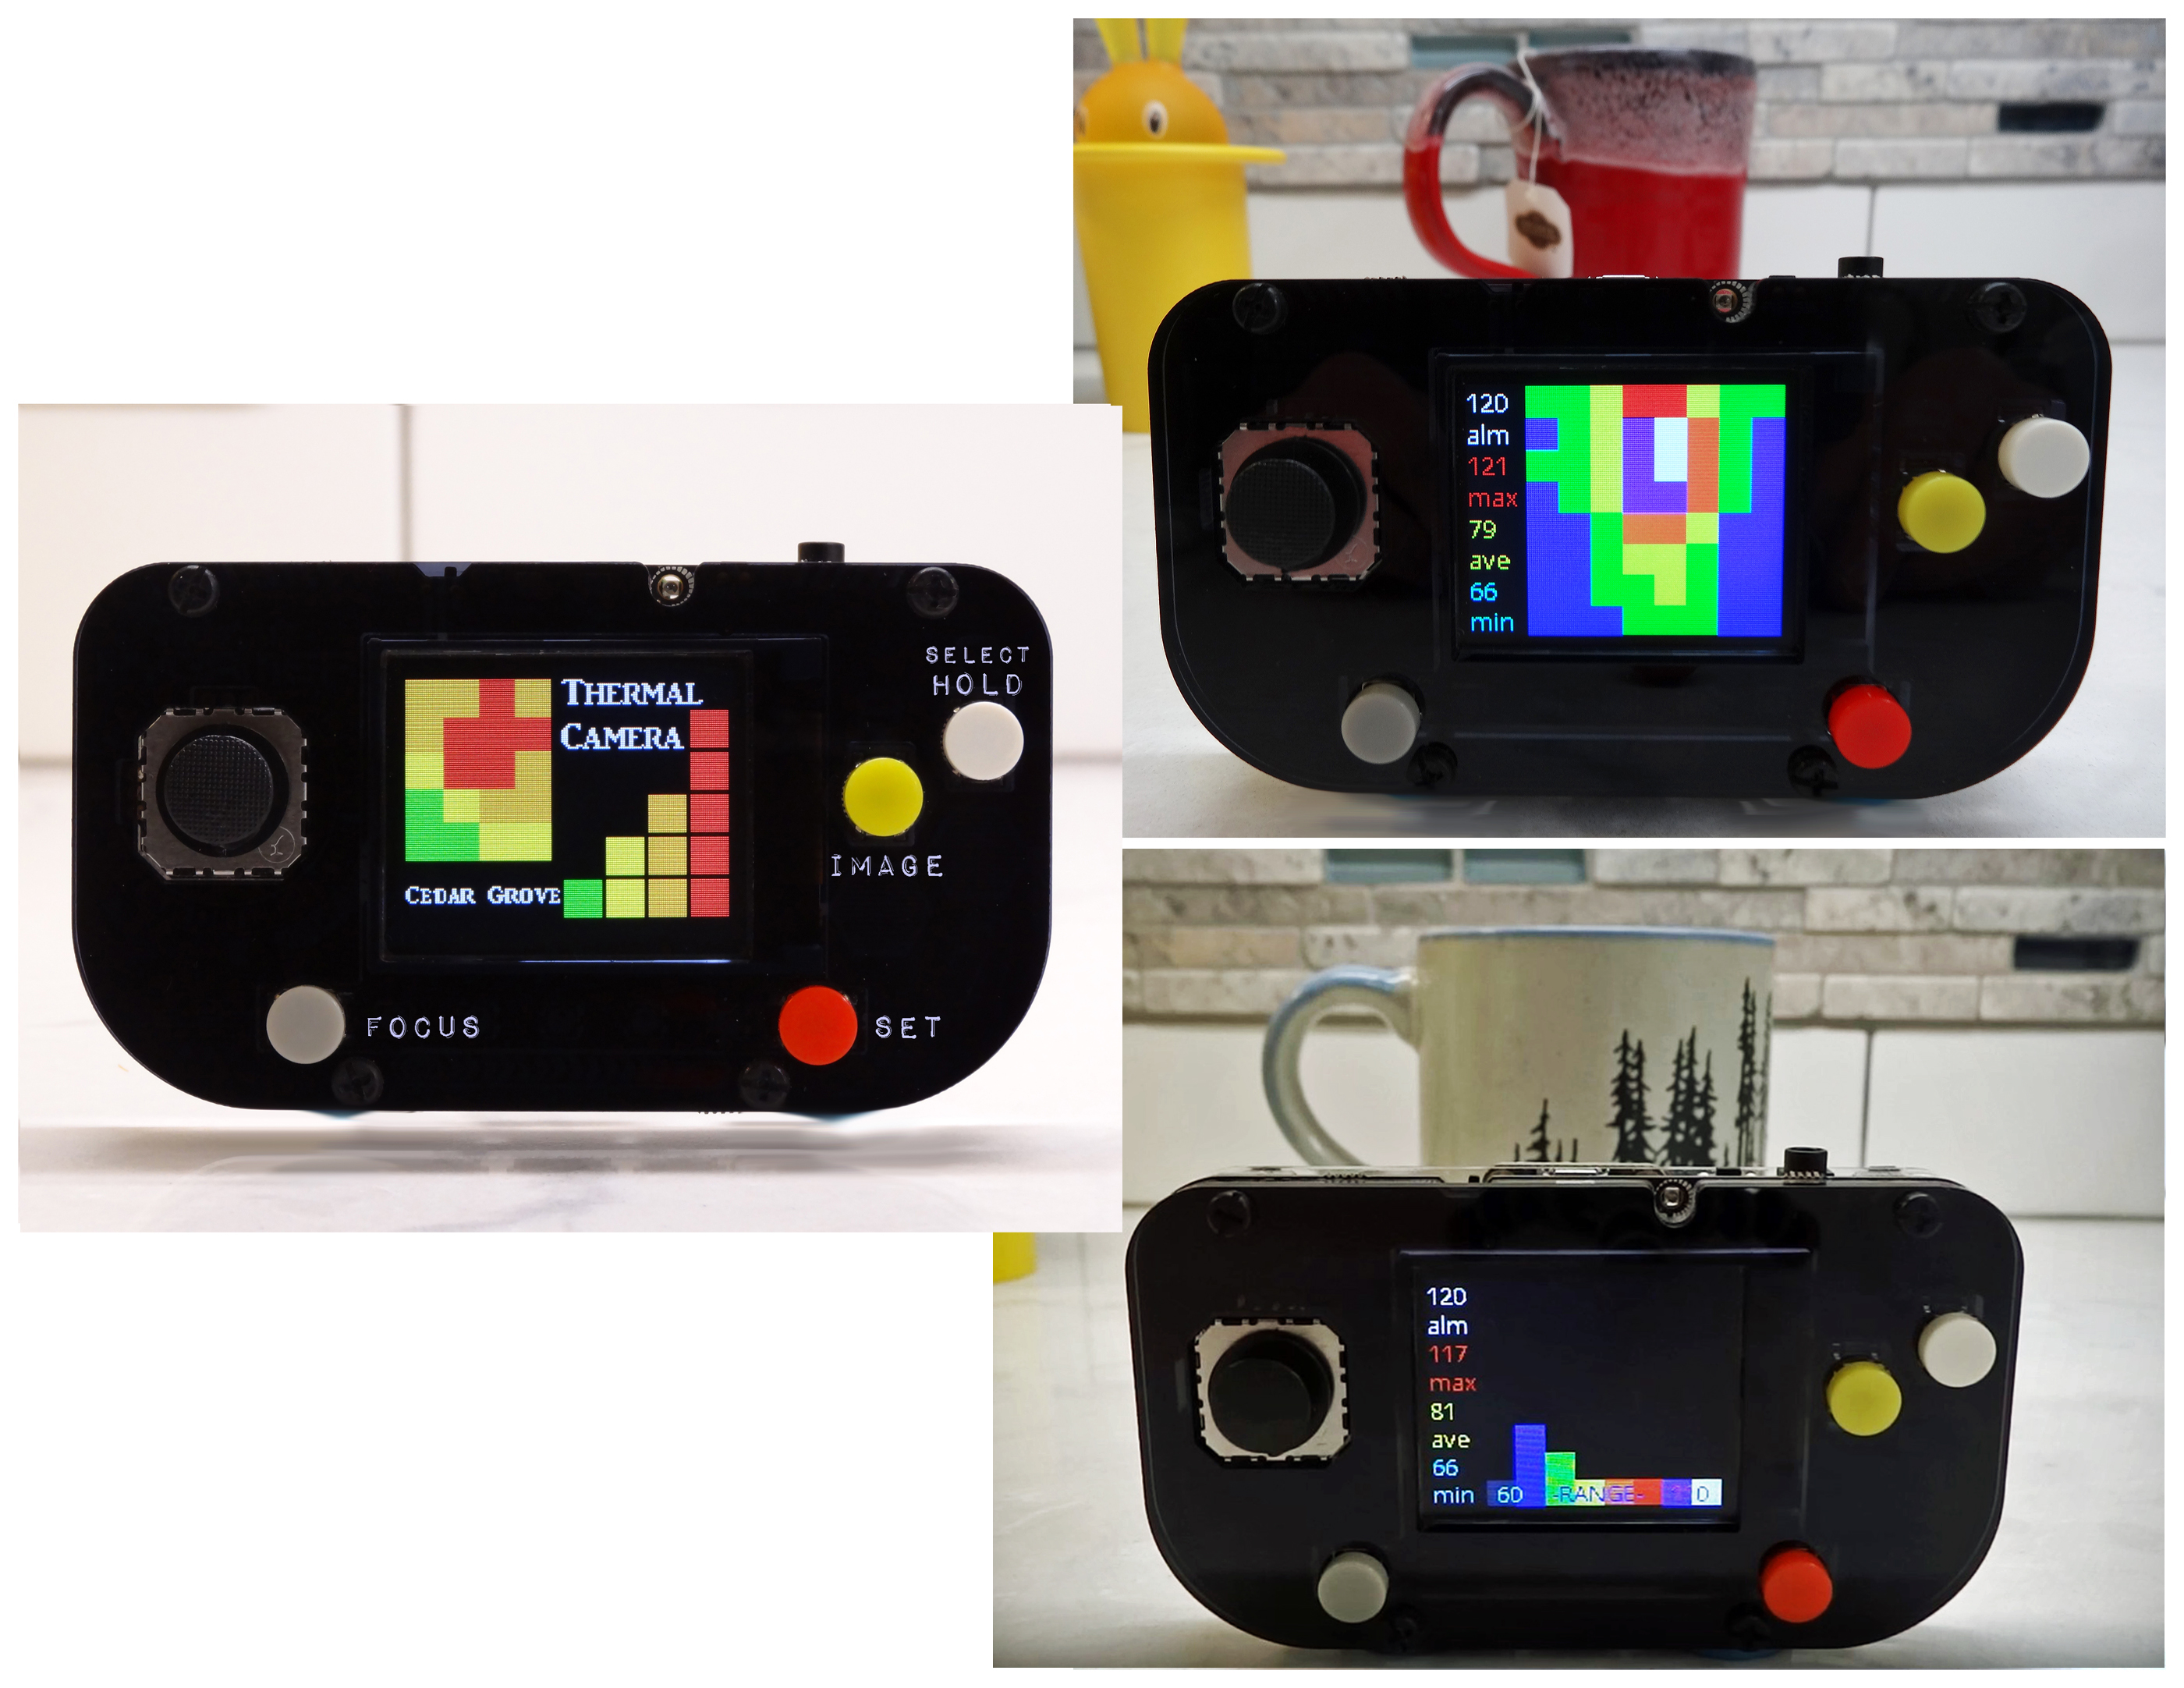 THERMAL
CAMERA
CEDAR GROVE
SELECT
HOLD
IMAGE
FOCUS
SET
120
alm
121
max
79
ave
66
min
120
alm
117
max
81
ave
66
min 60 -RANGE- 0